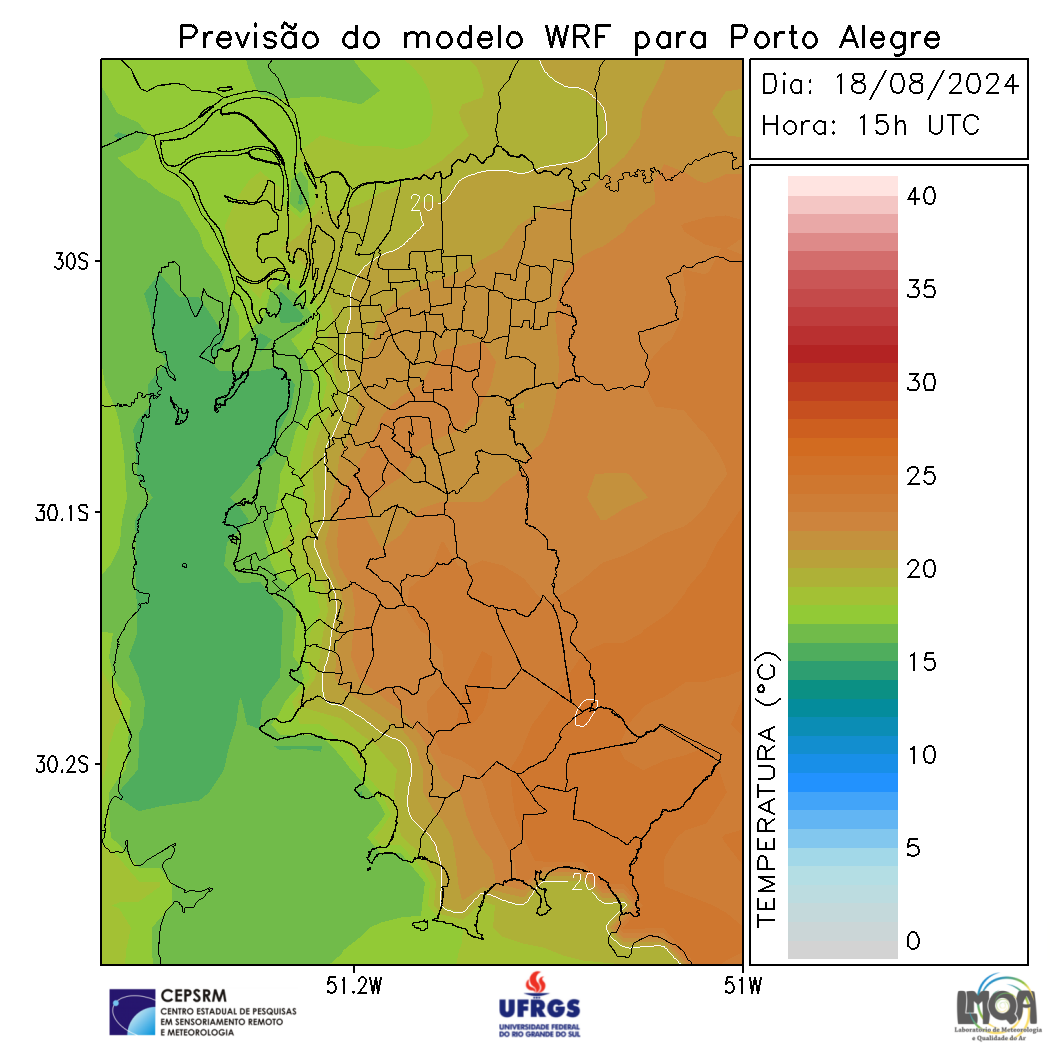 Previsão do modelo WRF para Porto Alegre
Dia: 18/08/2024
Hora: 15h UTC
20
30S
30.1S
30.2S
20
51.2W
51W
40
35
30
25
20
15
10
5
0
TEMPERATURA (°C)
CEPSRM
CENTRO ESTADUAL DE PESQUISAS
EM SENSORIAMENTO REMOTO
E METEOROLOGIA
UFRGS
UNIVERSIDADE FEDERAL
DO RIO GRANDE DO SUL
LMQA
Laboratório de Meteorologia
e Qualidade do Ar